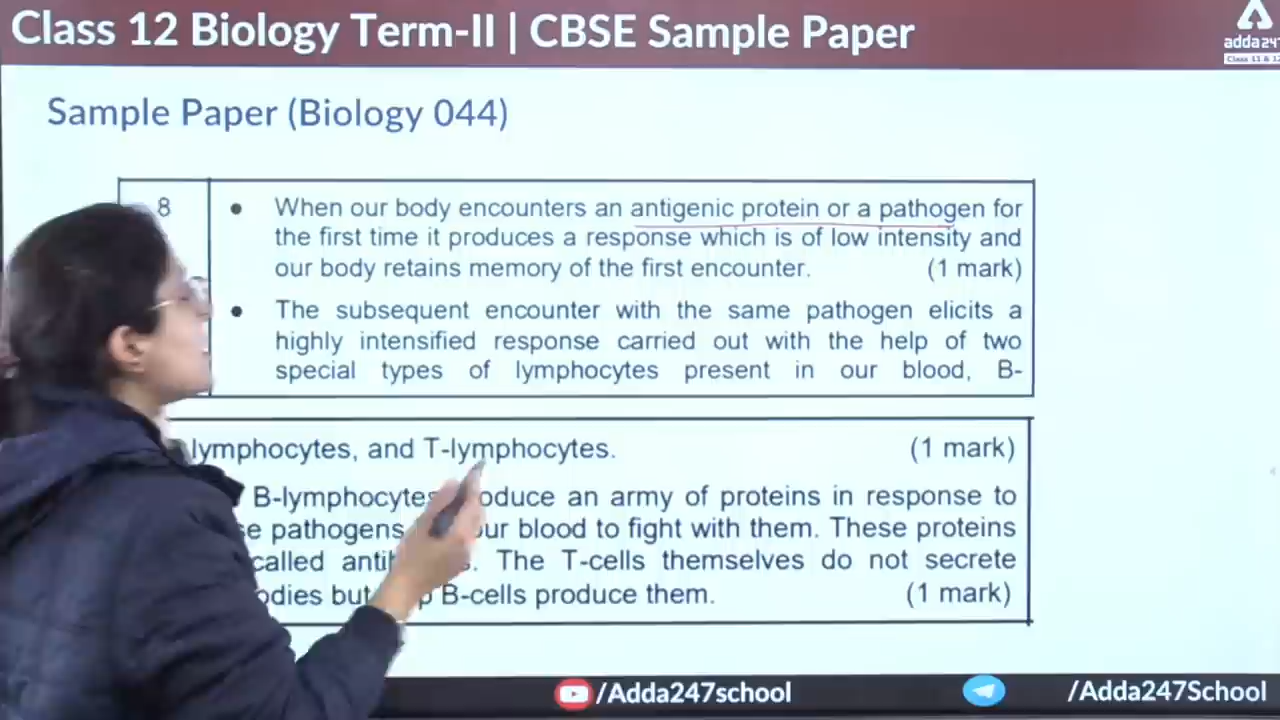 Class 12 Biology Term-II | CBSE Sample Paper
adda247
Class 11 & 12
Sample Paper (Biology 044)
8
• When our body encounters an antigenic protein or a pathogen for
the first time it produces a response which is of low intensity and
our body retains memory of the first encounter. (1 mark)
• The subsequent encounter with the same pathogen elicits a
highly intensified response carried out with the help of two
special types of lymphocytes present in our blood, B-
lymphocytes, and T-lymphocytes. (1 mark)
B-lymphocytes an army of proteins in response to
pathogens blood to fight with them. These proteins
called The T-cells themselves do not secrete
but B-cells produce them. (1 mark)
/Adda247school
/Adda247School